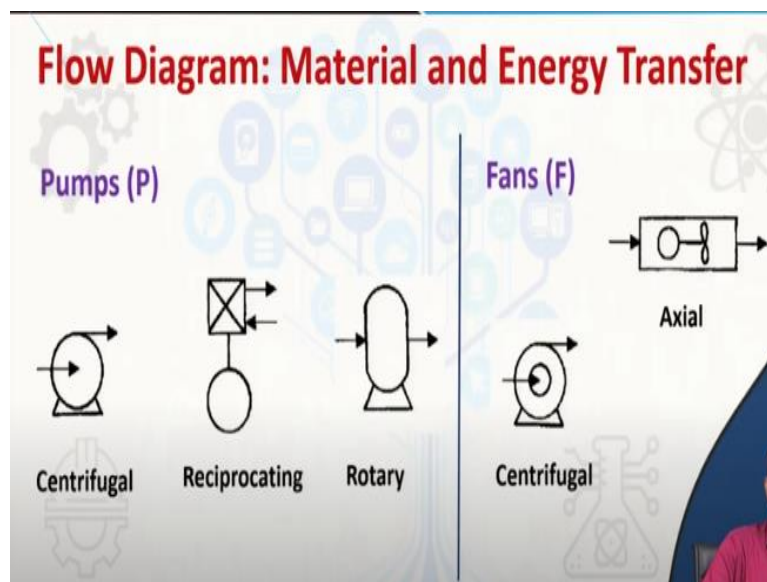 Flow Diagram: Material and Energy Transfer
Pumps (P)
Centrifugal
Reciprocating
Rotary
Fans (F)
Axial
Centrifugal